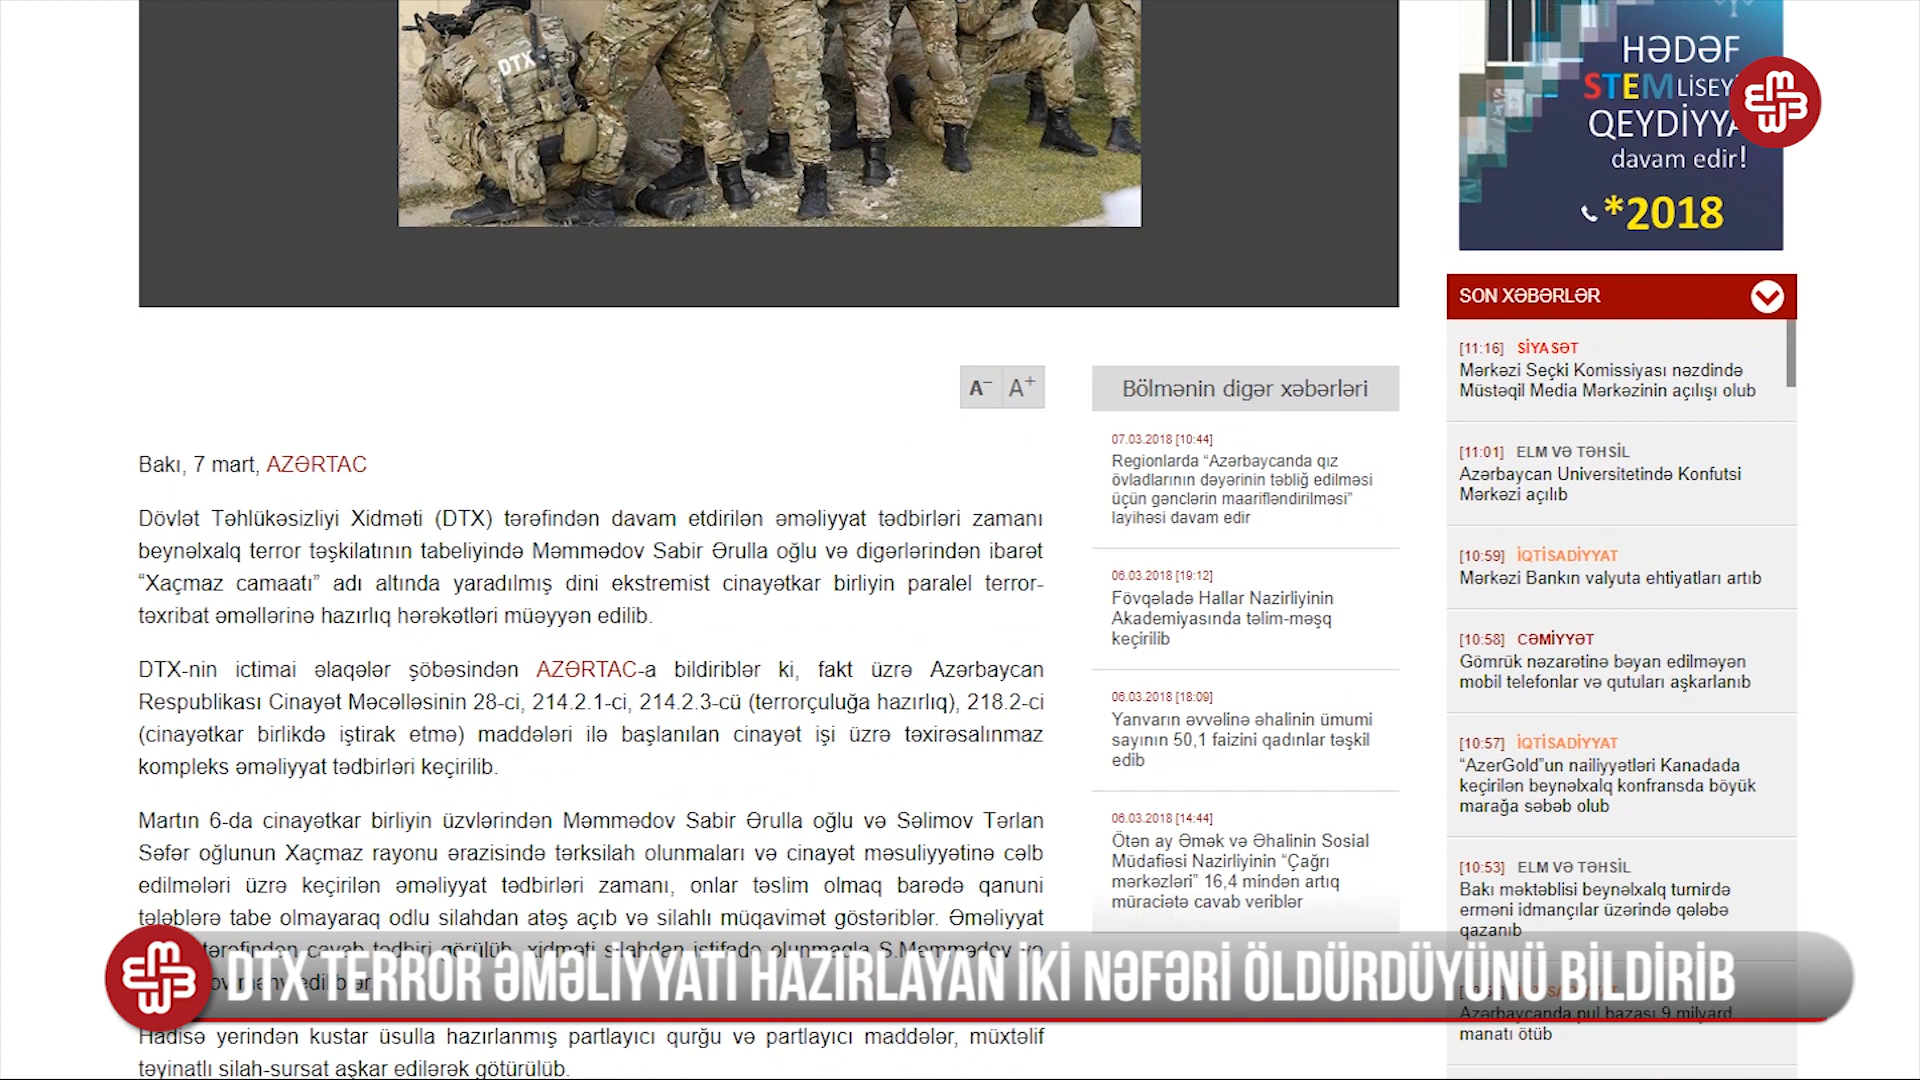 DTX
HƏDƏF
STEM LİSEY
QEYDİYYA
davam edir!
*2018
SON XƏBƏRLƏR
[11:16] SİYASƏT
Mərkəzi Seçki Komissiyası nəzdində
Müstəqil Media Mərkəzinin açılışı olub
[11:01] ELM VƏ TƏHSİL
Azərbaycan Universitetində Konfutsi
Mərkəzi açılıb
[10:59] İQTİSADİYYAT
Mərkəzi Bankın valyuta ehtiyatları artıb
[10:58] CƏMİYYƏT
Gömrük nəzarətinə bəyan edilməyən
mobil telefonlar və qutuları aşkarlanıb
[10:57] İQTİSADİYYAT
“AzerGold”un nailiyyətləri Kanadada
keçirilən beynəlxalq konfransda böyük
marağa səbəb olub
[10:53] ELM VƏ TƏHSİL
Bakı məktəblisi beynəlxalq turnirdə
erməni idmançılar üzərində qələbə
qazanıb
Azərbaycanda pul bazası 9 milyard
manatı ötüb
A– A+
Bölmənin digər xəbərləri
07.03.2018 [10:44]
Regionlarda “Azərbaycanda qız
övladlarının dəyərinin təbliğ edilməsi
üçün gənclərin maarifləndirilməsi”
layihəsi davam edir
06.03.2018 [19:12]
Fövqəladə Hallar Nazirliyinin
Akademiyasında təlim-məşq
keçirilib
06.03.2018 [18:09]
Yanvarın əvvəlinə əhalinin ümumi
sayının 50,1 faizini qadınlar təşkil
edib
06.03.2018 [14:44]
Ötən ay Əmək və Əhalinin Sosial
Müdafiəsi Nazirliyinin “Çağrı
mərkəzləri” 16,4 mindən artıq
müraciətə cavab veriblər
Bakı, 7 mart, AZƏRTAC
Dövlət Təhlükəsizliyi Xidməti (DTX) tərəfindən davam etdirilən əməliyyat tədbirləri zamanı
beynəlxalq terror təşkilatının tabeliyində Məmmədov Sabir Ərulla oğlu və digərlərindən ibarət
“Xaçmaz camaatı” adı altında yaradılmış dini ekstremist cinayətkar birliyin paralel terror-
təxribat əməllərinə hazırlıq hərəkətləri müəyyən edilib.
DTX-nin ictimai əlaqələr şöbəsindən AZƏRTAC-a bildiriblər ki, fakt üzrə Azərbaycan
Respublikası Cinayət Məcəlləsinin 28-ci, 214.2.1-ci, 214.2.3-cü (terrorçuluğa hazırlıq), 218.2-ci
(cinayətkar birlikdə iştirak etmə) maddələri ilə başlanılan cinayət işi üzrə təxirəsalınmaz
kompleks əməliyyat tədbirləri keçirilib.
Martın 6-da cinayətkar birliyin üzvlərindən Məmmədov Sabir Ərulla oğlu və Səlimov Tərlan
Səfər oğlunun Xaçmaz rayonu ərazisində tərksilah olunmaları və cinayət məsuliyyətinə cəlb
edilmələri üzrə keçirilən əməliyyat tədbirləri zamanı, onlar təslim olmaq barədə qanuni
tələblərə tabe olmayaraq odlu silahdan atəş açıb və silahlı müqavimət göstəriblər. Əməliyyat
tərəfindən cavab tədbiri görülüb, xidməti silahdan istifadə olunmaqla S.Məmmədov və
DTX TERROR ƏMƏLİYYATI HAZIRLAYAN İKİ NƏFƏRİ ÖLDÜRDÜYÜNÜ BİLDİRİB
Hadisə yerindən kustar üsulla hazırlanmış partlayıcı qurğu və partlayıcı maddələr, müxtəlif
təyinatlı silah-sursat aşkar edilərək götürülüb.